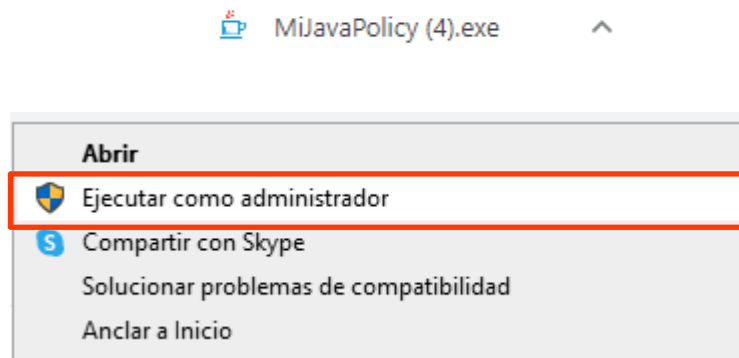 MiJavaPolicy (4).exe
Abrir
Ejecutar como administrador
Compartir con Skype
Solucionar problemas de compatibilidad
Anclar a Inicio